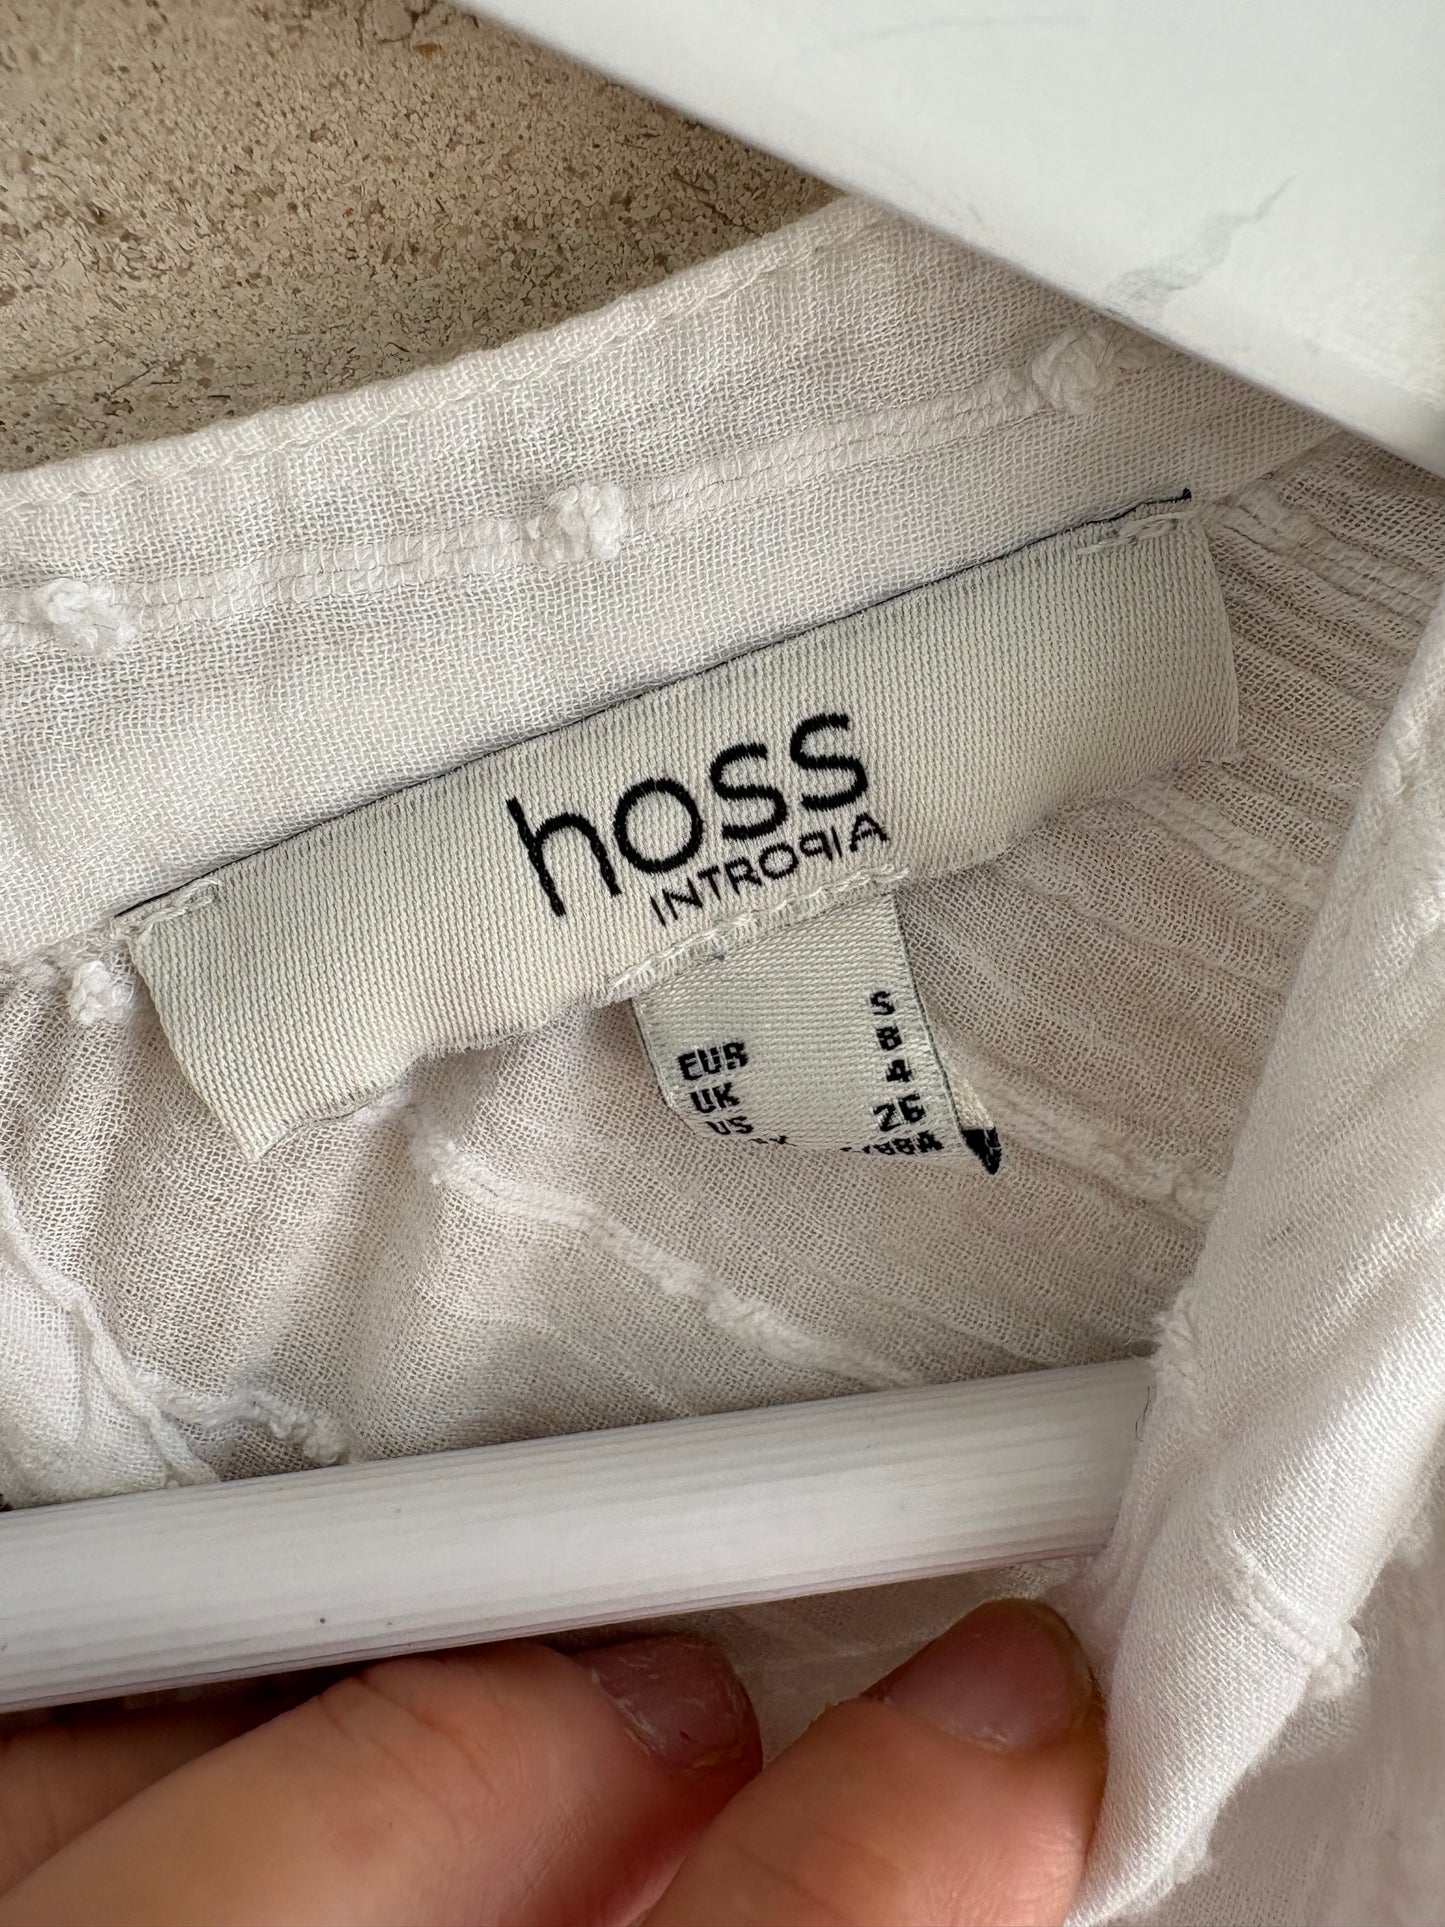 hoss
INTROPIA
EUR S
UK 8
US 4
26